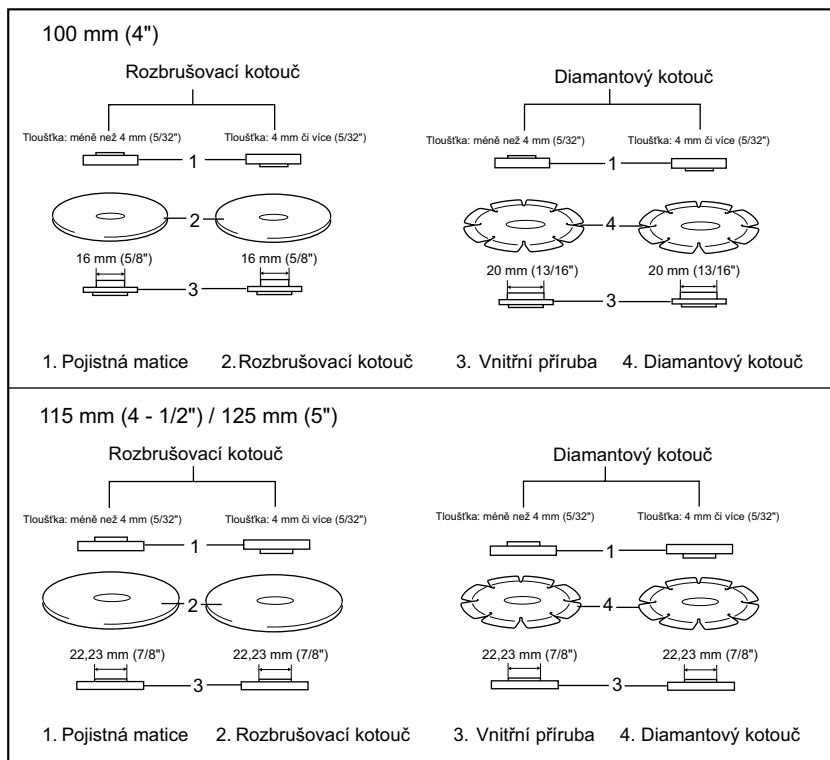 100 mm (4")
Rozbrušovací kotouč
Diamantový kotouč
Tloušťka: méně než 4 mm (5/32")
Tloušťka: 4 mm či více (5/32")
Tloušťka: méně než 4 mm (5/32")
Tloušťka: 4 mm či více (5/32")
1
1
2
4
16 mm (5/8")
16 mm (5/8")
20 mm (13/16")
20 mm (13/16")
3
3
1. Pojistná matice
2. Rozbrušovací kotouč
3. Vnitřní příruba
4. Diamantový kotouč
115 mm (4 - 1/2") / 125 mm (5")
Rozbrušovací kotouč
Diamantový kotouč
Tloušťka: méně než 4 mm (5/32")
Tloušťka: 4 mm či více (5/32")
Tloušťka: méně než 4 mm (5/32")
Tloušťka: 4 mm či více (5/32")
1
1
2
4
22,23 mm (7/8")
22,23 mm (7/8")
22,23 mm (7/8")
22,23 mm (7/8")
3
3
1. Pojistná matice
2. Rozbrušovací kotouč
3. Vnitřní příruba
4. Diamantový kotouč